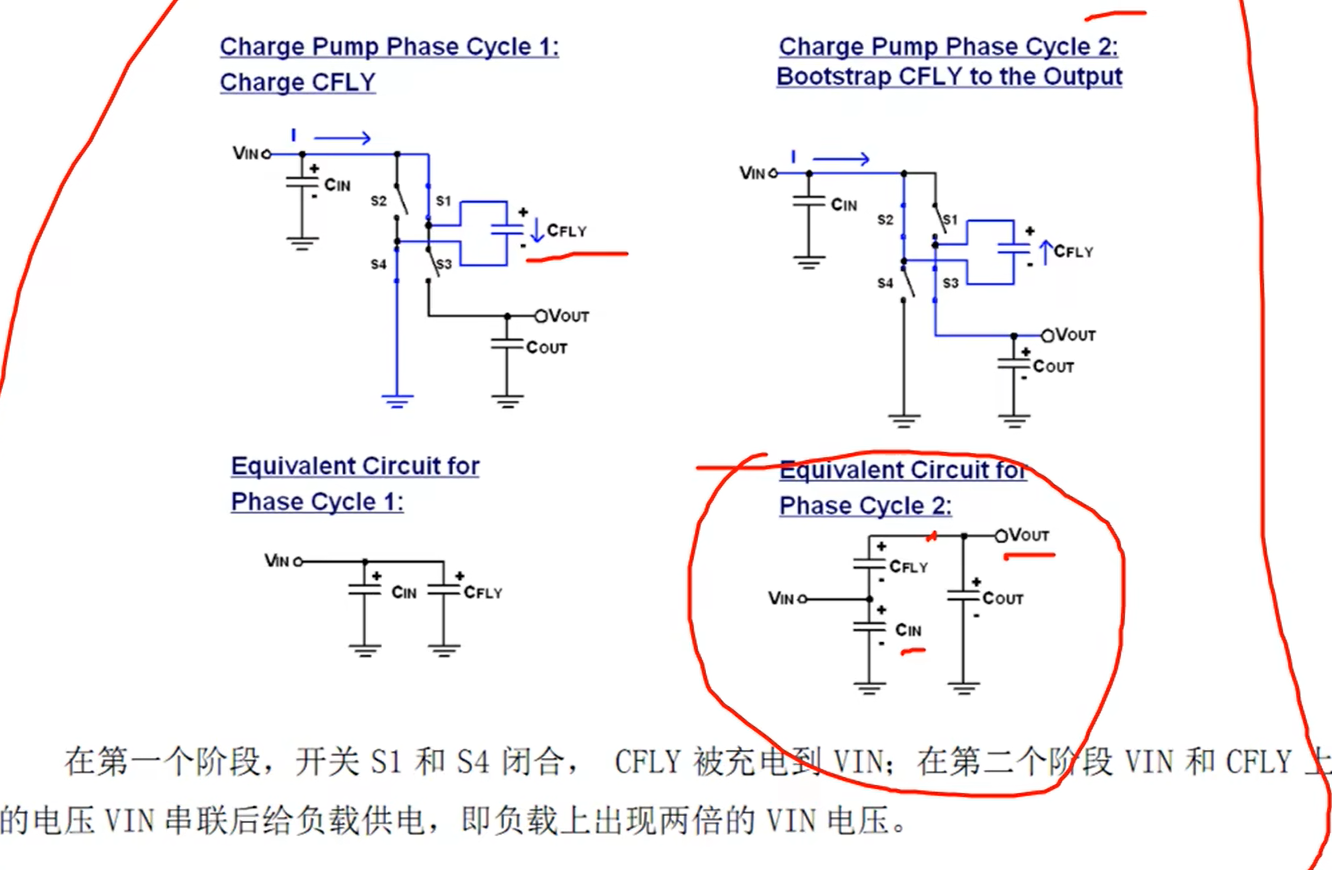 Charge Pump Phase Cycle 1:
Charge CFLY
Charge Pump Phase Cycle 2:
Bootstrap CFLY to the Output
I
VIN
+
CIN
-
S2
S1
+
CFLY
-
S4
S3
VOUT
COUT
I
VIN
CIN
S2
S1
+
CFLY
-
S4
S3
VOUT
+
COUT
-
Equivalent Circuit for
Phase Cycle 1:
VIN
+
CIN
+
CFLY
Equivalent Circuit for
Phase Cycle 2:
VOUT
+
CFLY
-
VIN
+
CIN
-
+
COUT
-
在第一个阶段，开关 S1 和 S4 闭合， CFLY 被充电到 VIN；在第二个阶段 VIN 和 CFLY 上
的电压 VIN 串联后给负载供电，即负载上出现两倍的 VIN 电压。